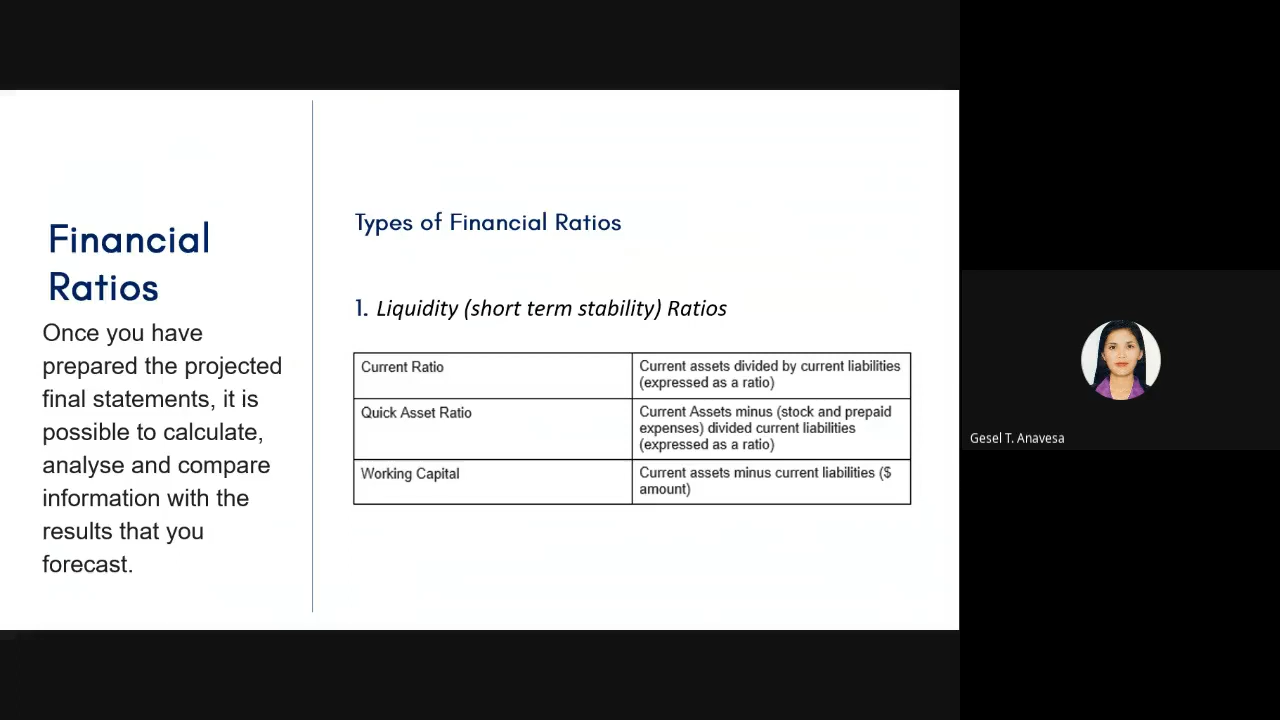 Financial
Ratios
Once you have
prepared the projected
final statements, it is
possible to calculate,
analyse and compare
information with the
results that you
forecast.
Types of Financial Ratios
1. Liquidity (short term stability) Ratios
Current Ratio
Current assets divided by current liabilities
(expressed as a ratio)
Quick Asset Ratio
Current Assets minus (stock and prepaid
expenses) divided current liabilities
(expressed as a ratio)
Working Capital
Current assets minus current liabilities ($
amount)
Gesel T. Anavesa